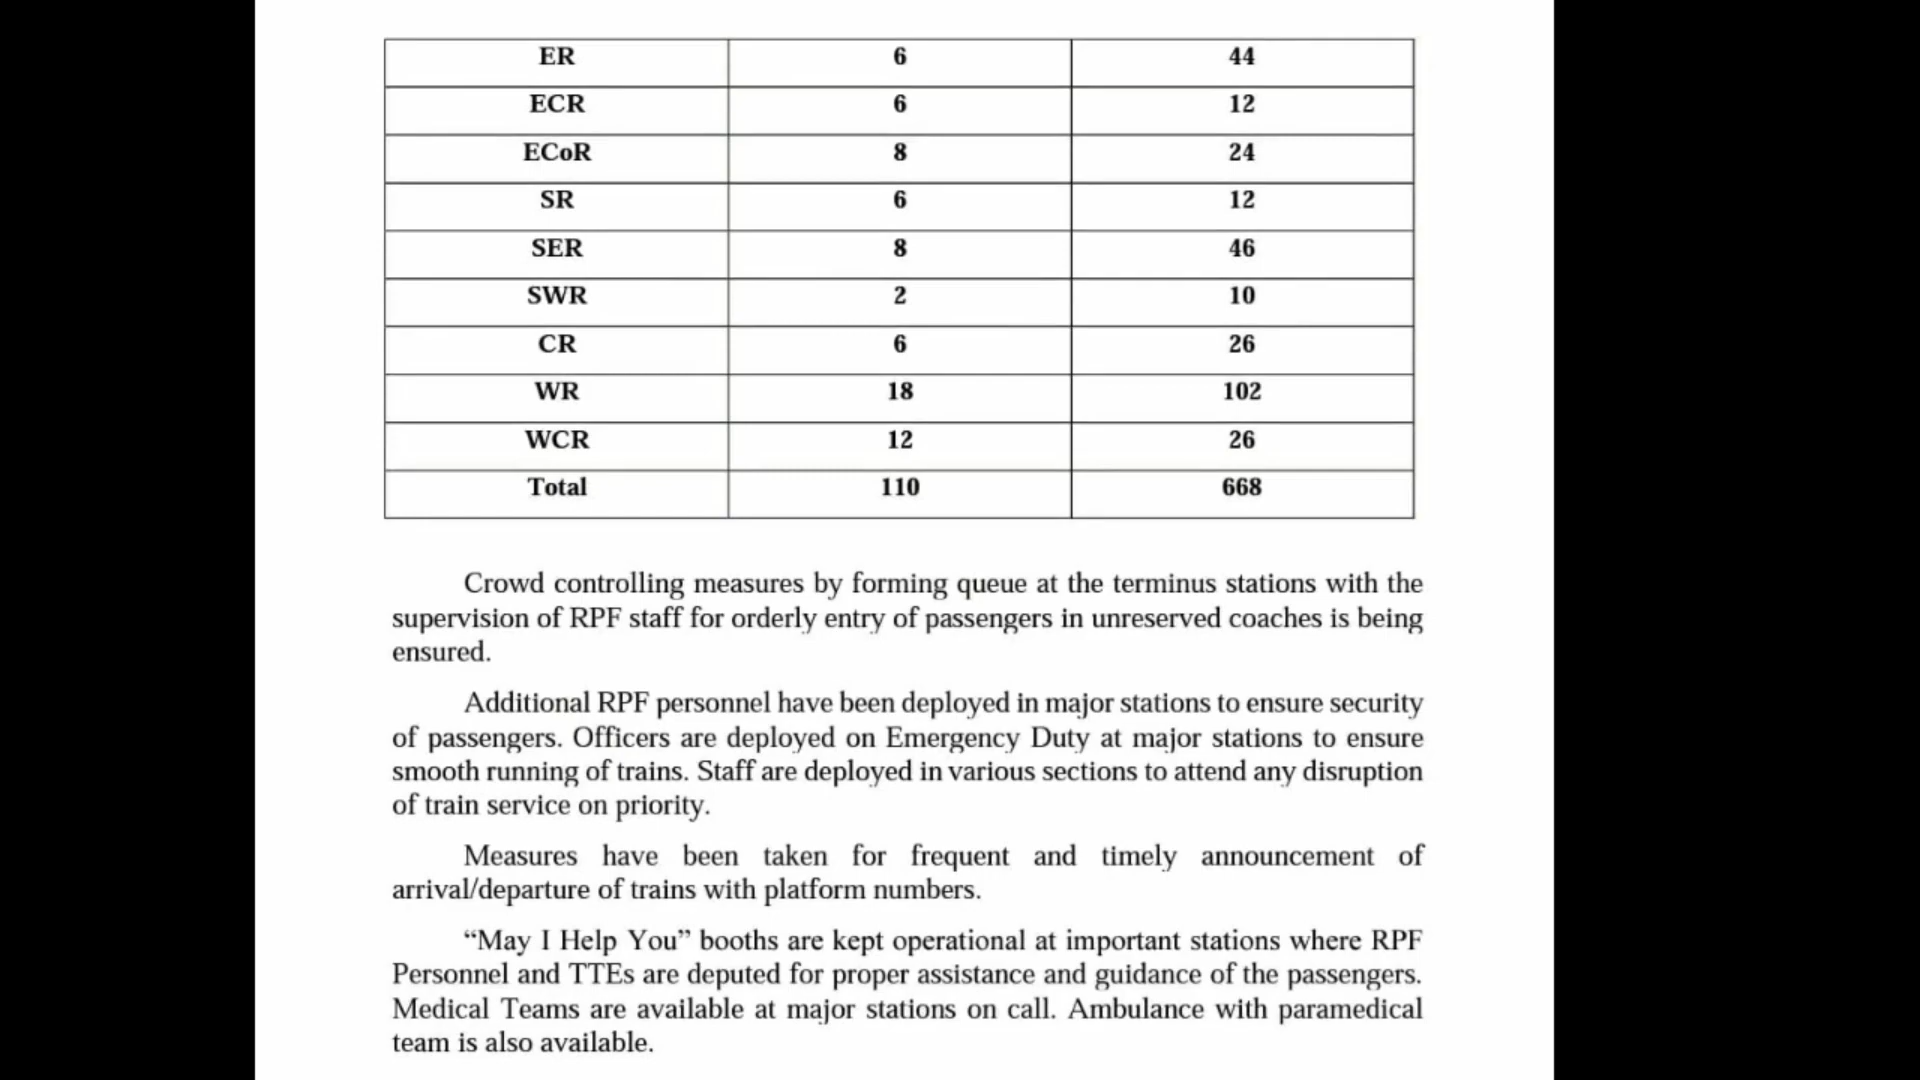 ER 6 44
ECR 6 12
ECoR 8 24
SR 6 12
SER 8 46
SWR 2 10
CR 6 26
WR 18 102
WCR 12 26
Total 110 668
Crowd controlling measures by forming queue at the terminus stations with the
supervision of RPF staff for orderly entry of passengers in unreserved coaches is being
ensured.
Additional RPF personnel have been deployed in major stations to ensure security
of passengers. Officers are deployed on Emergency Duty at major stations to ensure
smooth running of trains. Staff are deployed in various sections to attend any disruption
of train service on priority.
Measures have been taken for frequent and timely announcement of
arrival/departure of trains with platform numbers.
“May I Help You” booths are kept operational at important stations where RPF
Personnel and TTEs are deputed for proper assistance and guidance of the passengers.
Medical Teams are available at major stations on call. Ambulance with paramedical
team is also available.